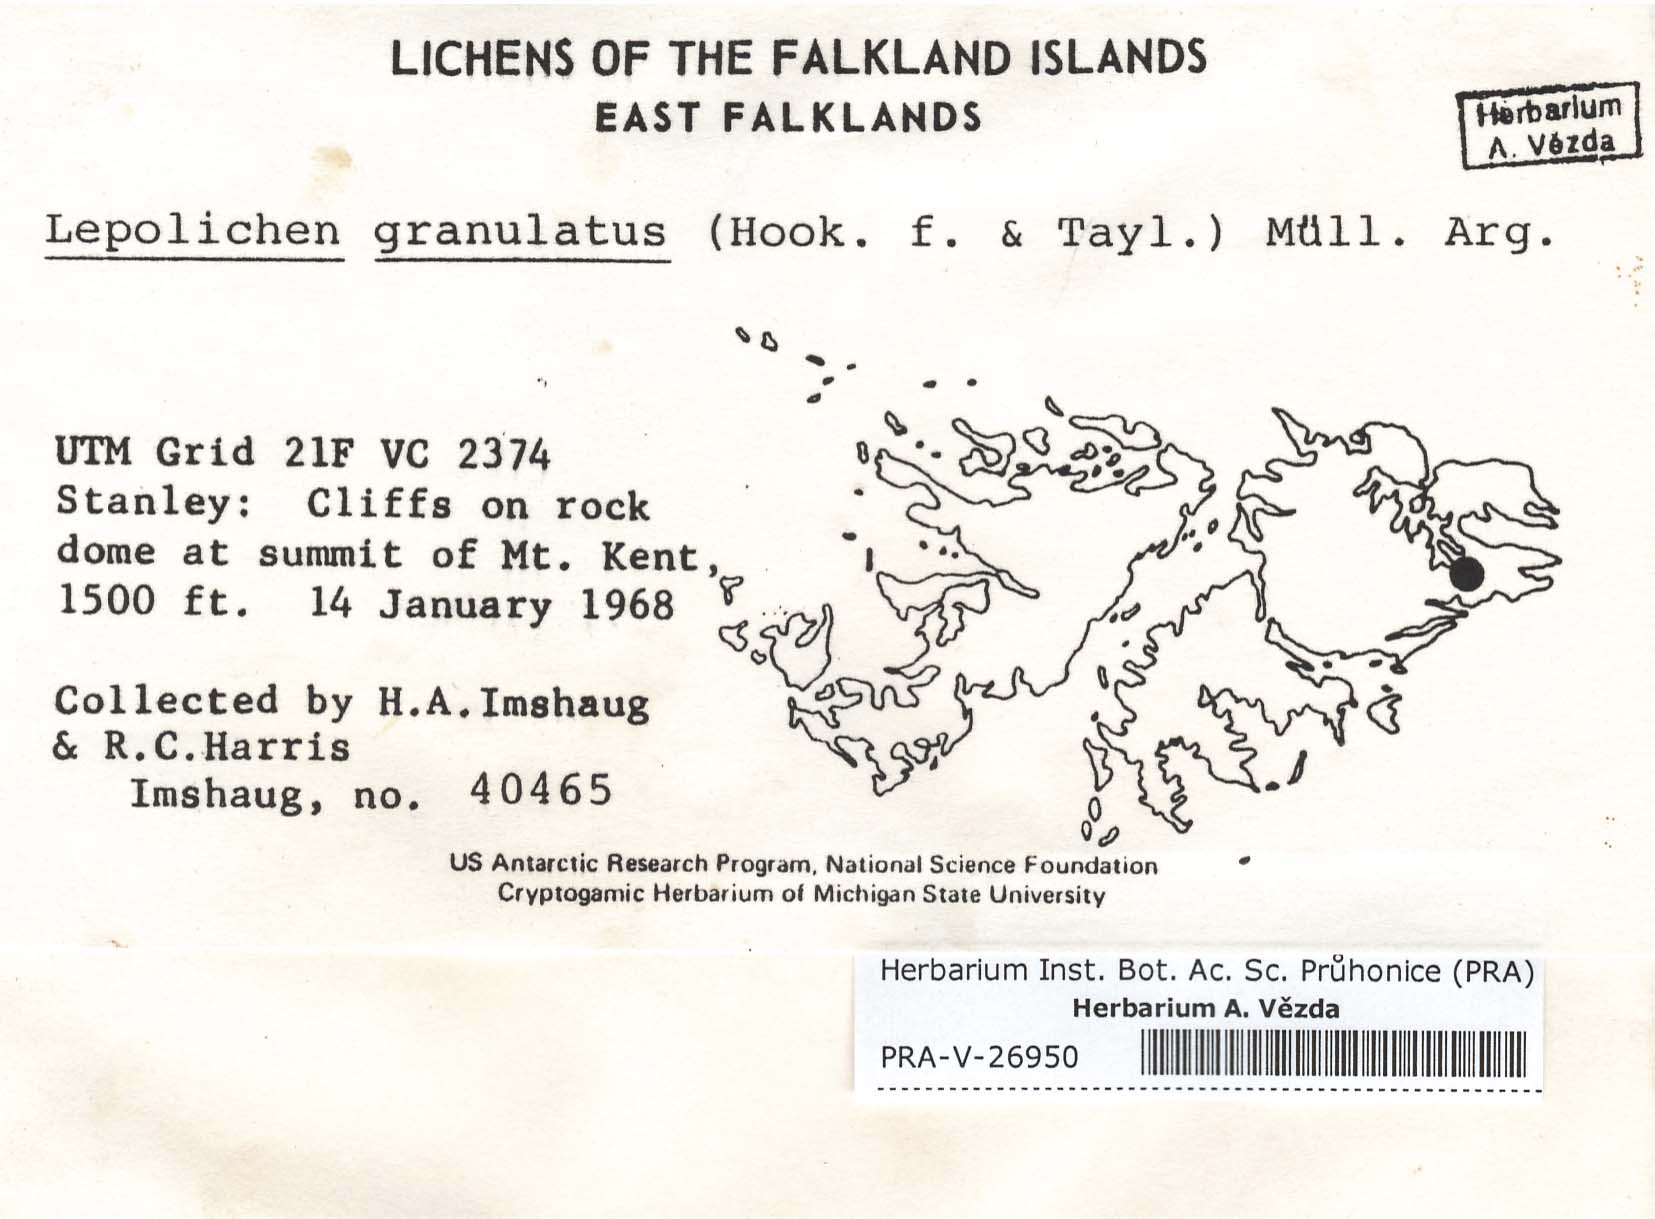 LICHENS OF THE FALKLAND ISLANDS
EAST FALKLANDS
Herbarium
A. Vězda
Lepolichen granulatus (Hook. f. & Tayl.) Müll. Arg.
UTM Grid 21F VC 2374
Stanley: Cliffs on rock
dome at summit of Mt. Kent,
1500 ft. 14 January 1968
Collected by H.A.Imshaug
& R.C.Harris
Imshaug, no. 40465
US Antarctic Research Program, National Science Foundation
Cryptogamic Herbarium of Michigan State University
Herbarium Inst. Bot. Ac. Sc. Průhonice (PRA)
Herbarium A. Vězda
PRA-V-26950